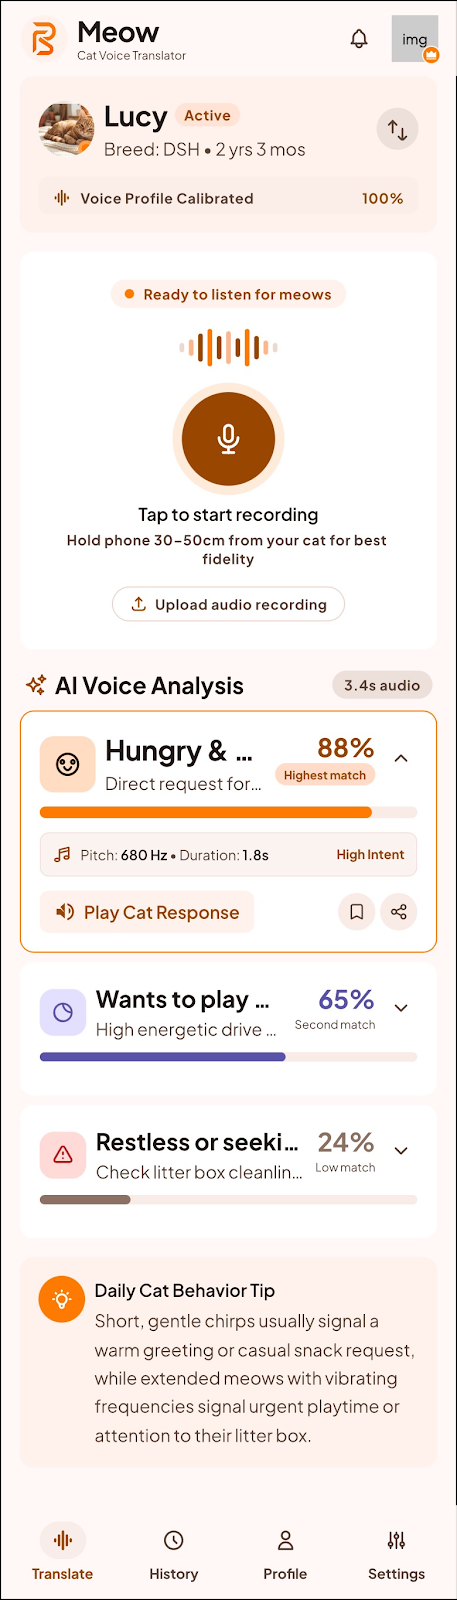 Meow
Cat Voice Translator
img
Lucy Active
Breed: DSH • 2 yrs 3 mos
Voice Profile Calibrated 100%
Ready to listen for meows
Tap to start recording
Hold phone 30–50cm from your cat for best
fidelity
Upload audio recording
AI Voice Analysis 3.4s audio
Hungry & ... 88%
Direct request for... Highest match
Pitch: 680 Hz • Duration: 1.8s High Intent
Play Cat Response
Wants to play ... 65%
High energetic drive ... Second match
Restless or seeki... 24%
Check litter box cleanlin... Low match
Daily Cat Behavior Tip
Short, gentle chirps usually signal a
warm greeting or casual snack request,
while extended meows with vibrating
frequencies signal urgent playtime or
attention to their litter box.
Translate History Profile Settings